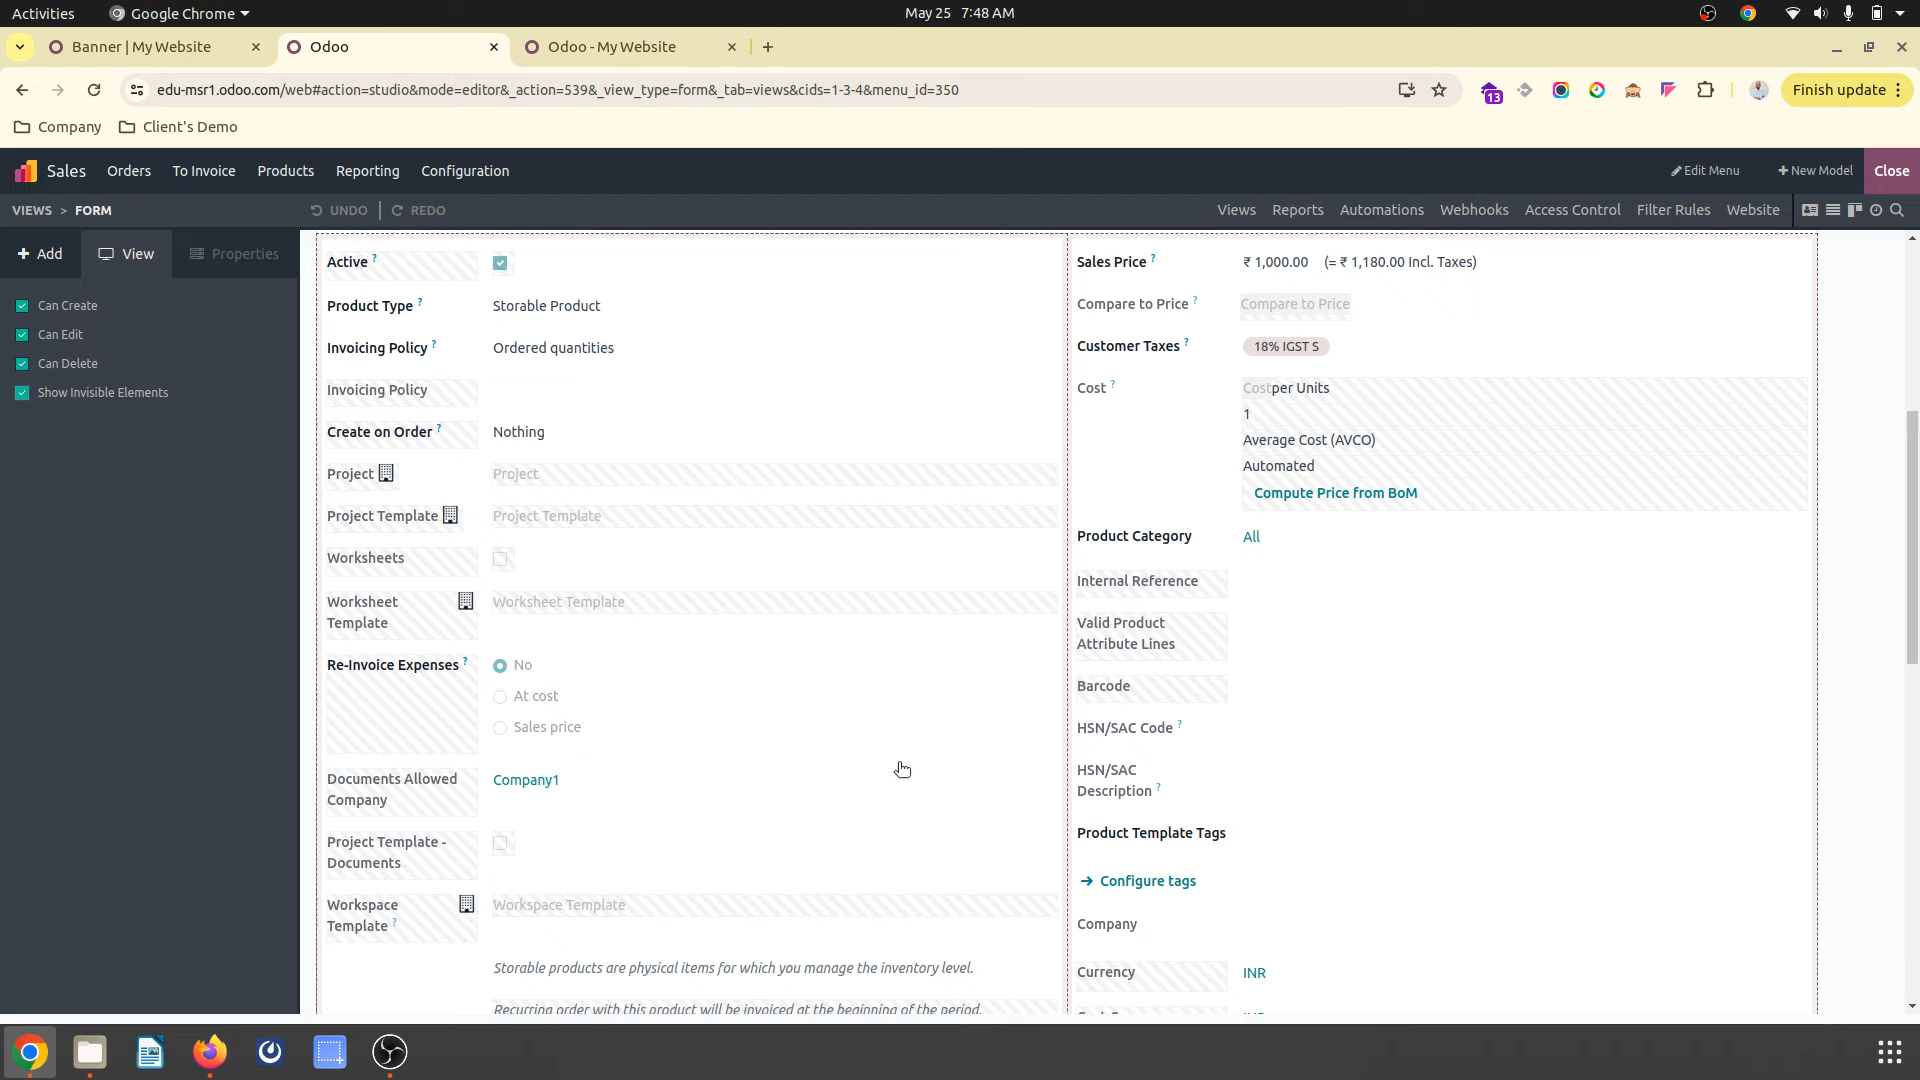 Activities Google Chrome May 25 7:48 AM
Banner | My Website Odoo Odoo - My Website
edu-msr1.odoo.com/web#action=studio&mode=editor&_action=539&_view_type=form&_tab=views&cids=1-3-4&menu_id=350 13 Finish update
Company Client's Demo
Sales Orders To Invoice Products Reporting Configuration Edit Menu New Model Close
VIEWS > FORM UNDO REDO Views Reports Automations Webhooks Access Control Filter Rules Website
+ Add View Properties
Can Create
Can Edit
Can Delete
Show Invisible Elements
Active ?
Product Type ? Storable Product
Invoicing Policy ? Ordered quantities
Invoicing Policy
Create on Order ? Nothing
Project Project
Project Template Project Template
Worksheets
Worksheet Template Worksheet Template
Re-Invoice Expenses ? No
At cost
Sales price
Documents Allowed Company Company1
Project Template - Documents
Workspace Template ? Workspace Template
Storable products are physical items for which you manage the inventory level.
Recurring order with this product will be invoiced at the beginning of the period.
Sales Price ? ₹ 1,000.00 (= ₹ 1,180.00 Incl. Taxes)
Compare to Price ? Compare to Price
Customer Taxes ? 18% IGST S
Cost ? Costper Units
1
Average Cost (AVCO)
Automated
Compute Price from BoM
Product Category All
Internal Reference
Valid Product
Attribute Lines
Barcode
HSN/SAC Code ?
HSN/SAC
Description ?
Product Template Tags
Configure tags
Company
Currency INR